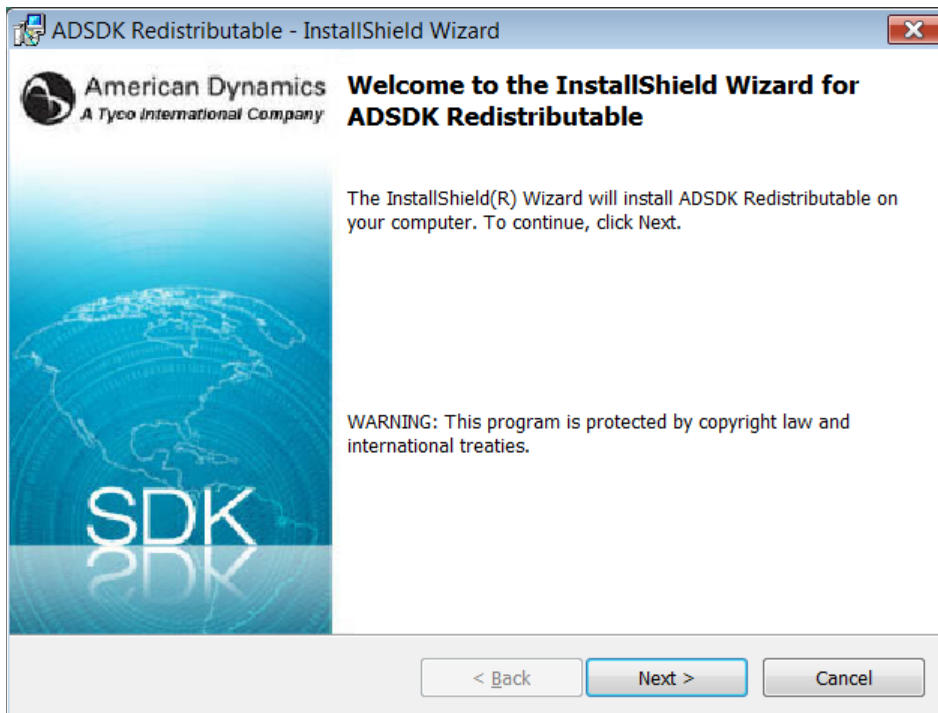 ADSDK Redistributable - InstallShield Wizard
American Dynamics
A Tyco International Company
Welcome to the InstallShield Wizard for
ADSDK Redistributable
The InstallShield(R) Wizard will install ADSDK Redistributable on
your computer. To continue, click Next.
WARNING: This program is protected by copyright law and
international treaties.
SDK
< Back
Next >
Cancel